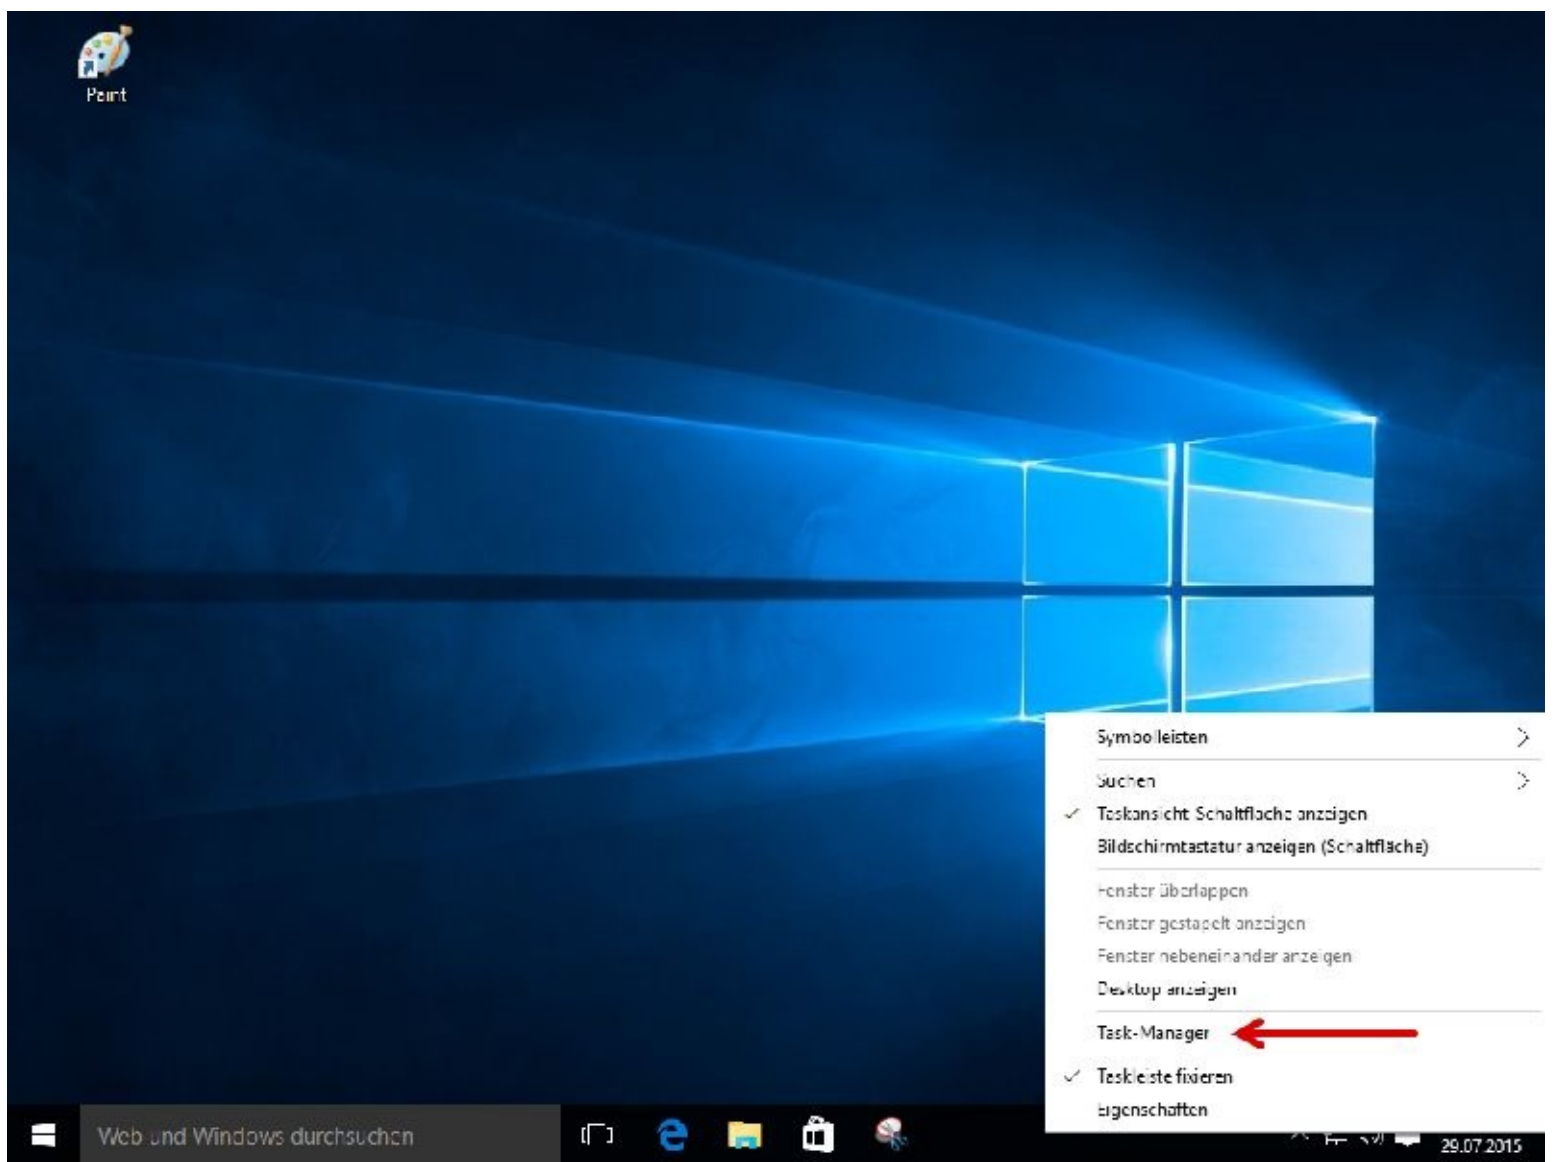 Paint
Symbolleisten
Suchen
Taskansicht-Schaltfläche anzeigen
Bildschirmtastatur anzeigen (Schaltfläche)
Fenster überlappen
Fenster gestapelt anzeigen
Fenster nebeneinander anzeigen
Desktop anzeigen
Task-Manager
Taskleiste fixieren
Eigenschaften
Web und Windows durchsuchen
29.07.2015